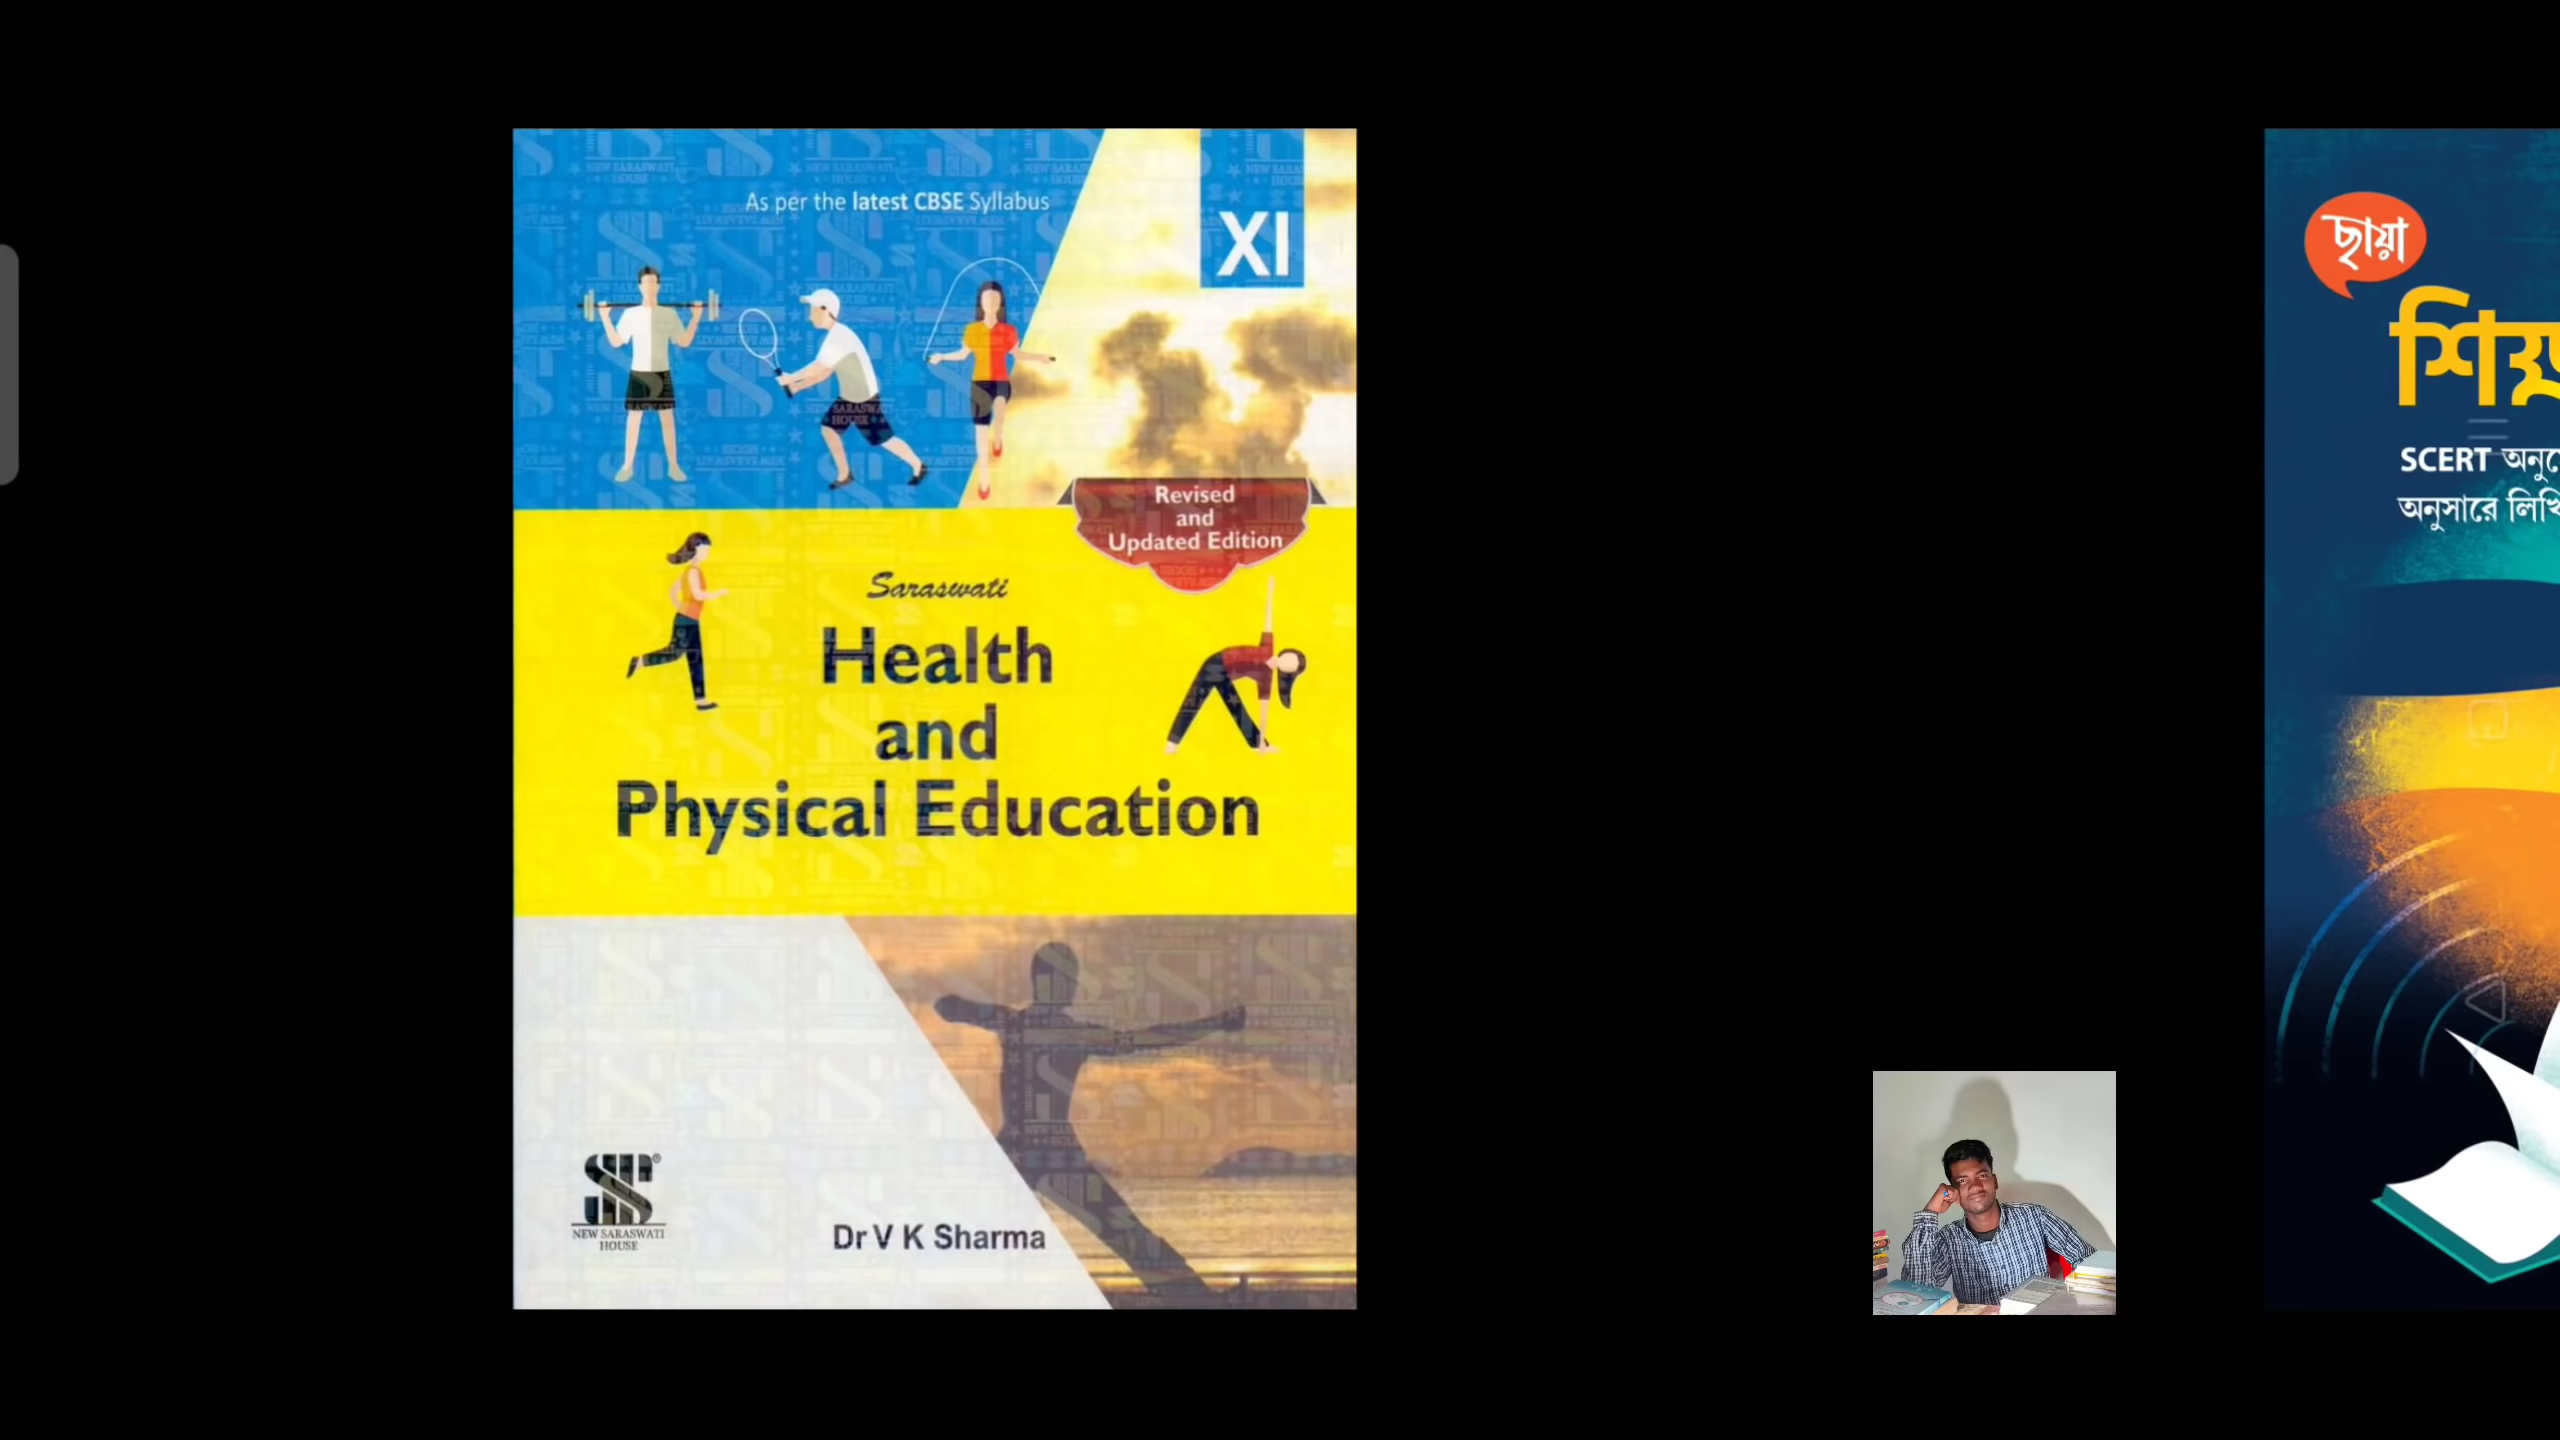 As per the latest CBSE Syllabus
XI
Revised
and
Updated Edition
Saraswati
Health
and
Physical Education
NEW SARASWATI
HOUSE
Dr V K Sharma
ছায়া
SCERT
অনুসারে